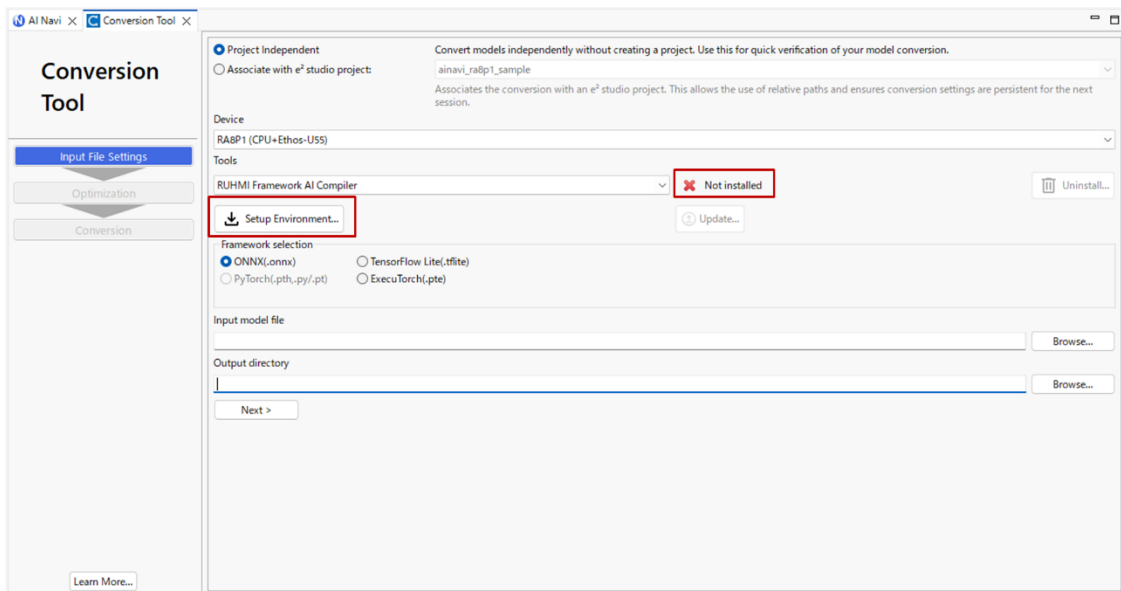 AI Navi
Conversion Tool
Conversion
Tool
Input File Settings
Optimization
Conversion
Learn More...
Project Independent
Convert models independently without creating a project. Use this for quick verification of your model conversion.
Associate with e² studio project:
ainavi_ra8p1_sample
Associates the conversion with an e² studio project. This allows the use of relative paths and ensures conversion settings are persistent for the next
session.
Device
RA8P1 (CPU+Ethos-U55)
Tools
RUHMI Framework AI Compiler
Not installed
Uninstall...
Setup Environment...
Update...
Framework selection
ONNX(.onnx)
TensorFlow Lite(.tflite)
PyTorch(.pth,.py/.pt)
ExecuTorch(.pte)
Input model file
Browse...
Output directory
Browse...
Next >